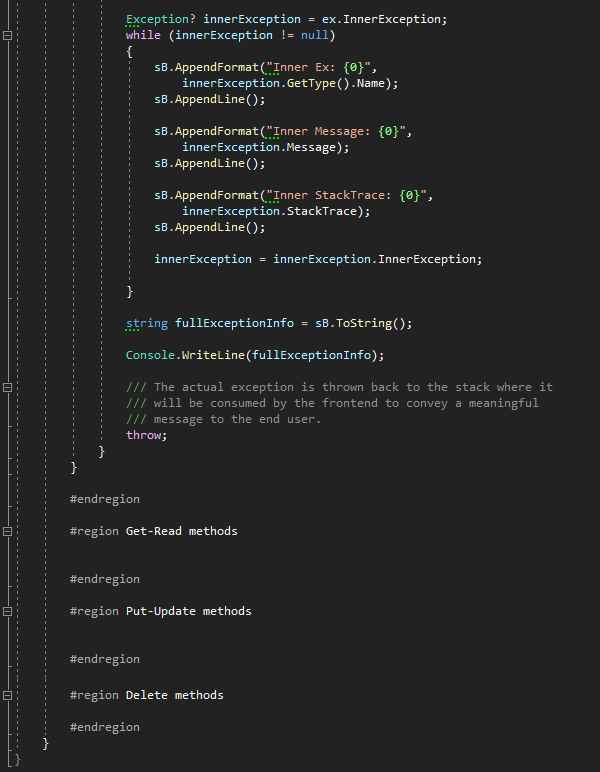 Exception? innerException = ex.InnerException;
while (innerException != null)
{
sB.AppendFormat("Inner Ex: {0}",
innerException.GetType().Name);
sB.AppendLine();
sB.AppendFormat("Inner Message: {0}",
innerException.Message);
sB.AppendLine();
sB.AppendFormat("Inner StackTrace: {0}",
innerException.StackTrace);
sB.AppendLine();
innerException = innerException.InnerException;
}
string fullExceptionInfo = sB.ToString();
Console.WriteLine(fullExceptionInfo);
/// The actual exception is thrown back to the stack where it
/// will be consumed by the frontend to convey a meaningful
/// message to the end user.
throw;
}
}
#endregion
#region Get-Read methods
#endregion
#region Put-Update methods
#endregion
#region Delete methods
#endregion
}
}